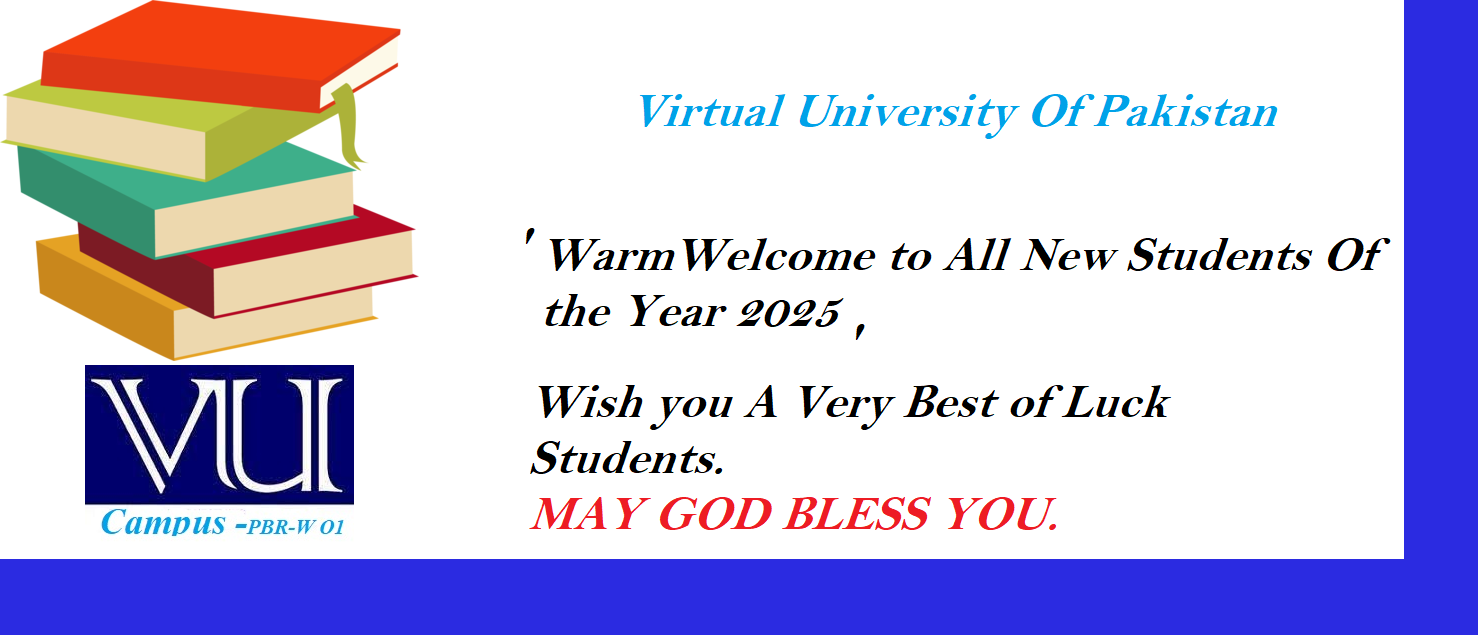 Virtual University Of Pakistan
' WarmWelcome to All New Students Of
the Year 2025 '
Wish you A Very Best of Luck
Students.
MAY GOD BLESS YOU.
VU
Campus -PBR-W O1